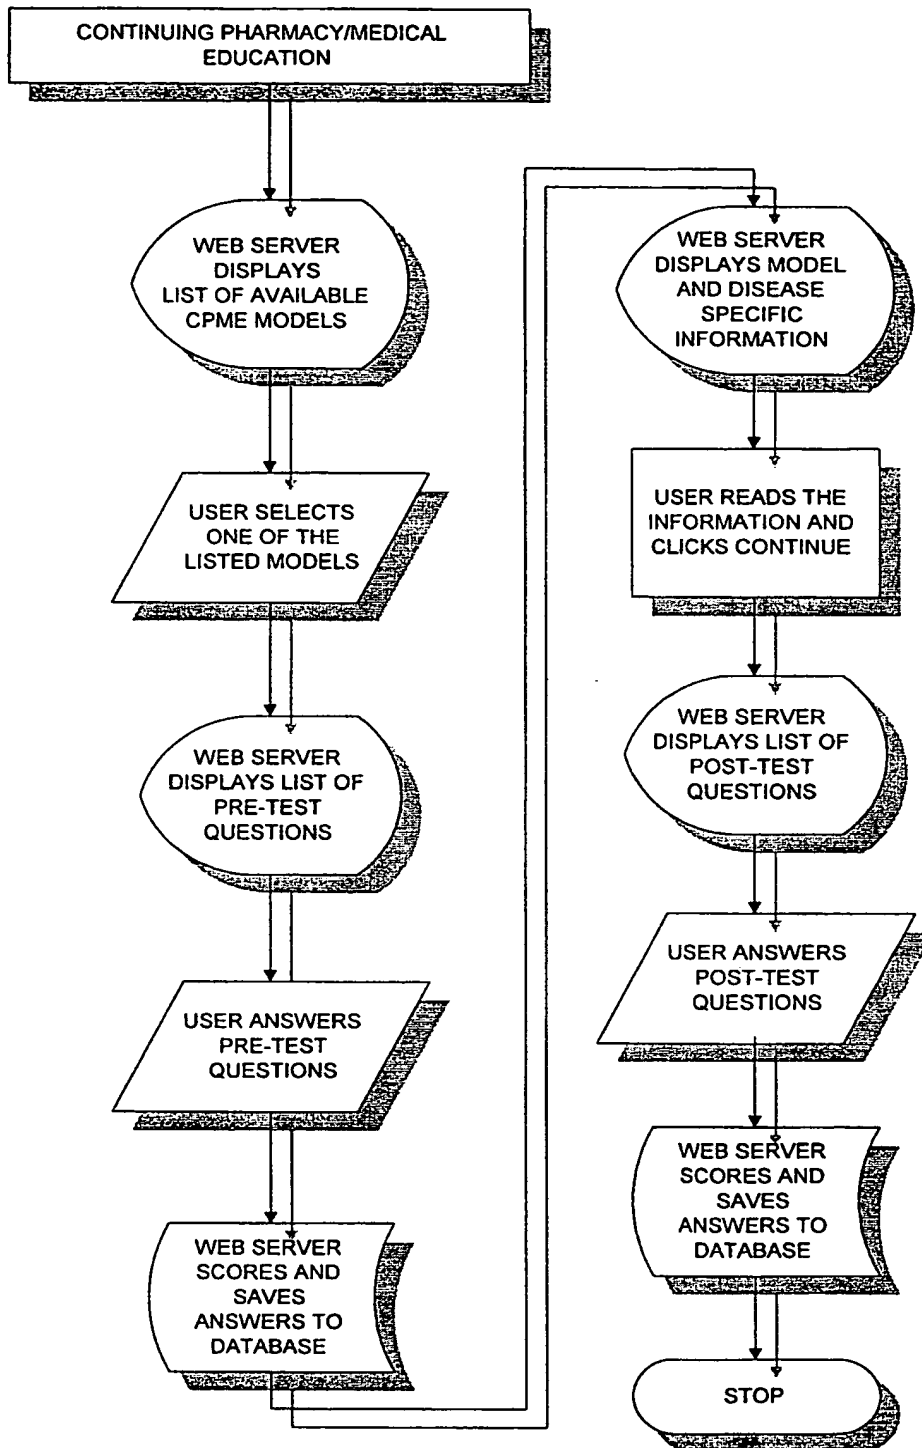 CONTINUING PHARMACY/MEDICAL
EDUCATION
WEB SERVER
DISPLAYS
LIST OF AVAILABLE
CPME MODELS
USER SELECTS
ONE OF THE
LISTED MODELS
WEB SERVER
DISPLAYS LIST OF
PRE-TEST
QUESTIONS
USER ANSWERS
PRE-TEST
QUESTIONS
WEB SERVER
SCORES AND
SAVES
ANSWERS TO
DATABASE
WEB SERVER
DISPLAYS MODEL
AND DISEASE
SPECIFIC
INFORMATION
USER READS THE
INFORMATION AND
CLICKS CONTINUE
WEB SERVER
DISPLAYS LIST OF
POST-TEST
QUESTIONS
USER ANSWERS
POST-TEST
QUESTIONS
WEB SERVER
SCORES AND
SAVES
ANSWERS TO
DATABASE
STOP